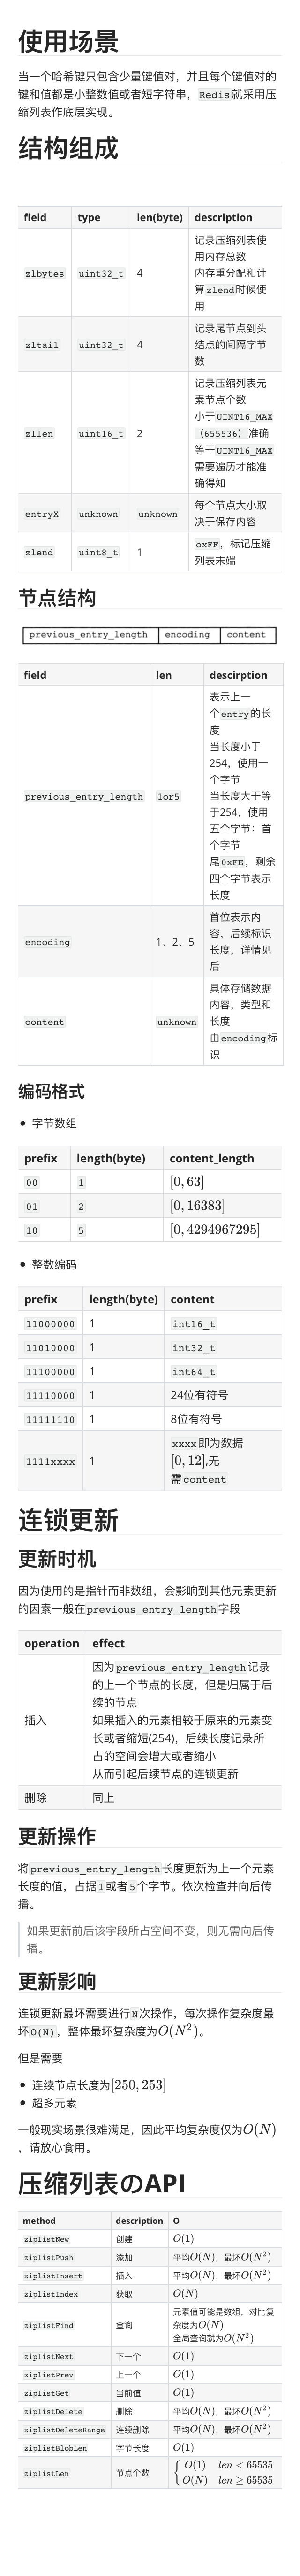 使用场景
当一个哈希键只包含少量键值对，并且每个键值对的
键和值都是小整数值或者短字符串，Redis就采用压
缩列表作底层实现。
结构组成
field type len(byte) description
zlbytes uint32_t 4 记录压缩列表使
用内存总数
内存重分配和计
算zlend时候使
用
zltail uint32_t 4 记录尾节点到头
结点的间隔字节
数
zllen uint16_t 2 记录压缩列表元
素节点个数
小于UINT16_MAX
（655536）准确
等于UINT16_MAX
需要遍历才能准
确得知
entryX unknown unknown 每个节点大小取
决于保存内容
zlend uint8_t 1 oxFF，标记压缩
列表末端
节点结构
previous_entry_length encoding content
field len descirption
previous_entry_length 1or5 表示上一
个entry的长
度
当长度小于
254，使用一
个字节
当长度大于等
于254，使用
五个字节：首
个字节
尾0xFE，剩余
四个字节表示
长度
encoding 1、2、5 首位表示内
容，后续标识
长度，详情见
后
content unknown 具体存储数据
内容，类型和
长度
由encoding标
识
编码格式
字节数组
prefix length(byte) content_length
00 1 [0, 63]
01 2 [0, 16383]
10 5 [0, 4294967295]
整数编码
prefix length(byte) content
11000000 1 int16_t
11010000 1 int32_t
11100000 1 int64_t
11110000 1 24位有符号
11111110 1 8位有符号
1111xxxx 1 xxxx即为数据
[0, 12],无
需content
连锁更新
更新时机
因为使用的是指针而非数组，会影响到其他元素更新
的因素一般在previous_entry_length字段
operation effect
插入 因为previous_entry_length记录
的上一个节点的长度，但是归属于后
续的节点
如果插入的元素相较于原来的元素变
长或者缩短(254)，后续长度记录所
占的空间会增大或者缩小
从而引起后续节点的连锁更新
删除 同上
更新操作
将previous_entry_length长度更新为上一个元素
长度的值，占据1或者5个字节。依次检查并向后传
播。
如果更新前后该字段所占空间不变，则无需向后传
播。
更新影响
连锁更新最坏需要进行N次操作，每次操作复杂度最
坏O(N)，整体最坏复杂度为O(N²)。
但是需要
连续节点长度为[250, 253]
超多元素
一般现实场景很难满足，因此平均复杂度仅为O(N)
，请放心食用。
压缩列表のAPI
method description O
ziplistNew 创建 O(1)
ziplistPush 添加 平均O(N)，最坏O(N²)
ziplistInsert 插入 平均O(N)，最坏O(N²)
ziplistIndex 获取 O(N)
ziplistFind 查询 元素值可能是数组，对比复
杂度为O(N)
全局查询就为O(N²)
ziplistNext 下一个 O(1)
ziplistPrev 上一个 O(1)
ziplistGet 当前值 O(1)
ziplistDelete 删除 平均O(N)，最坏O(N²)
ziplistDeleteRange 连续删除 平均O(N)，最坏O(N²)
ziplistBlobLen 字节长度 O(1)
ziplistLen 节点个数 { O(1) len < 65535
O(N) len ≥ 65535